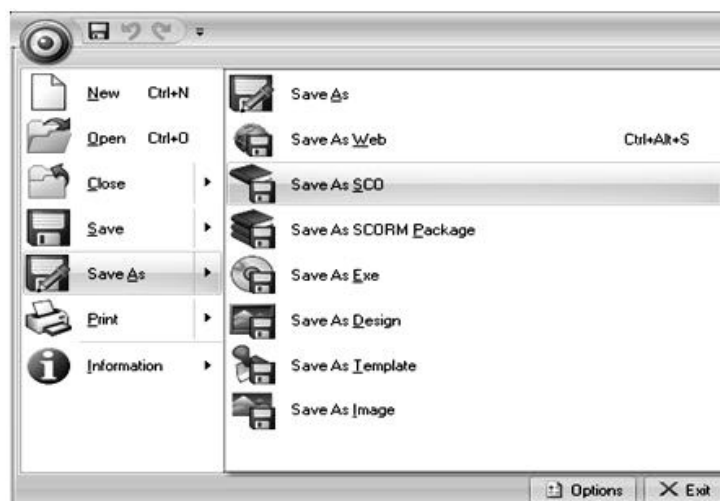 New Ctrl+N
Open Ctrl+O
Close
Save
Save As
Print
Information
Save As
Save As Web Ctrl+Alt+S
Save As SCO
Save As SCORM Package
Save As Exe
Save As Design
Save As Template
Save As Image
Options Exit